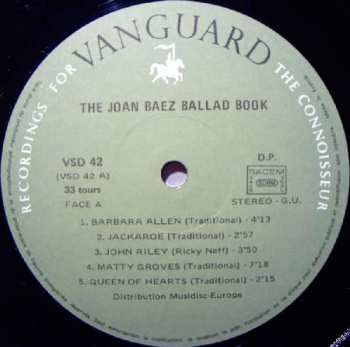 RECORDINGS FOR VANGUARD THE CONNOISSEUR
THE JOAN BAEZ BALLAD BOOK
VSD 42
(VSD 42 A)
33 tours
FACE A
D.P.
SACEM
STEREO - G.U.
1. BARBARA ALLEN (Traditional) - 4'13
2. JACKAROE (Traditional) - 2'57
3. JOHN RILEY (Ricky Neff) - 3'50
4. MATTY GROVES (Traditional) - 7'18
5. QUEEN OF HEARTS (Traditional) - 2'15
Distribution Musidisc-Europe